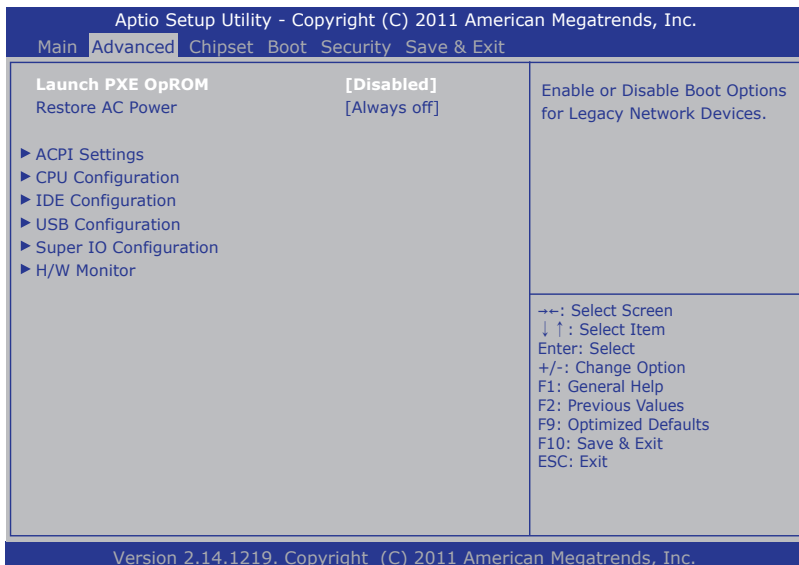 Aptio Setup Utility - Copyright (C) 2011 American Megatrends, Inc.
Main Advanced Chipset Boot Security Save & Exit
Launch PXE OpROM [Disabled]
Restore AC Power [Always off]
► ACPI Settings
► CPU Configuration
► IDE Configuration
► USB Configuration
► Super IO Configuration
► H/W Monitor
Enable or Disable Boot Options
for Legacy Network Devices.
→←: Select Screen
↓↑: Select Item
Enter: Select
+/-: Change Option
F1: General Help
F2: Previous Values
F9: Optimized Defaults
F10: Save & Exit
ESC: Exit
Version 2.14.1219. Copyright (C) 2011 American Megatrends, Inc.